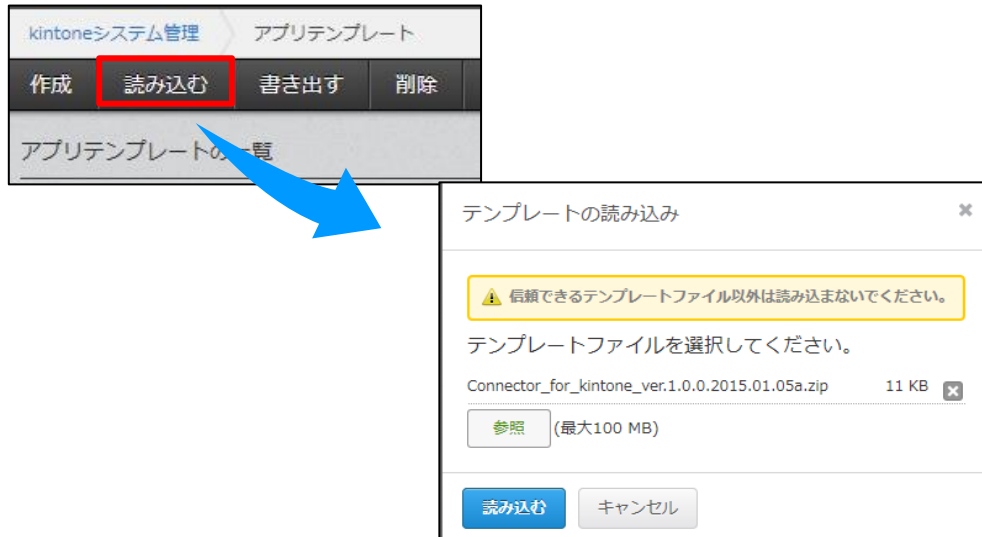 kintoneシステム管理 アプリテンプレート
作成 読み込む 書き出す 削除
アプリテンプレートの一覧
テンプレートの読み込み
信頼できるテンプレートファイル以外は読み込まないでください。
テンプレートファイルを選択してください。
Connector_for_kintone_ver.1.0.0.2015.01.05a.zip 11 KB
参照 (最大100 MB)
読み込む キャンセル